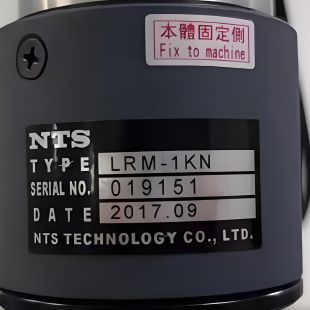 本體固定側
Fix to machine
NTS
TYPE LRM-1KN
SERIAL NO. 019151
DATE 2017.09
NTS TECHNOLOGY CO., LTD.